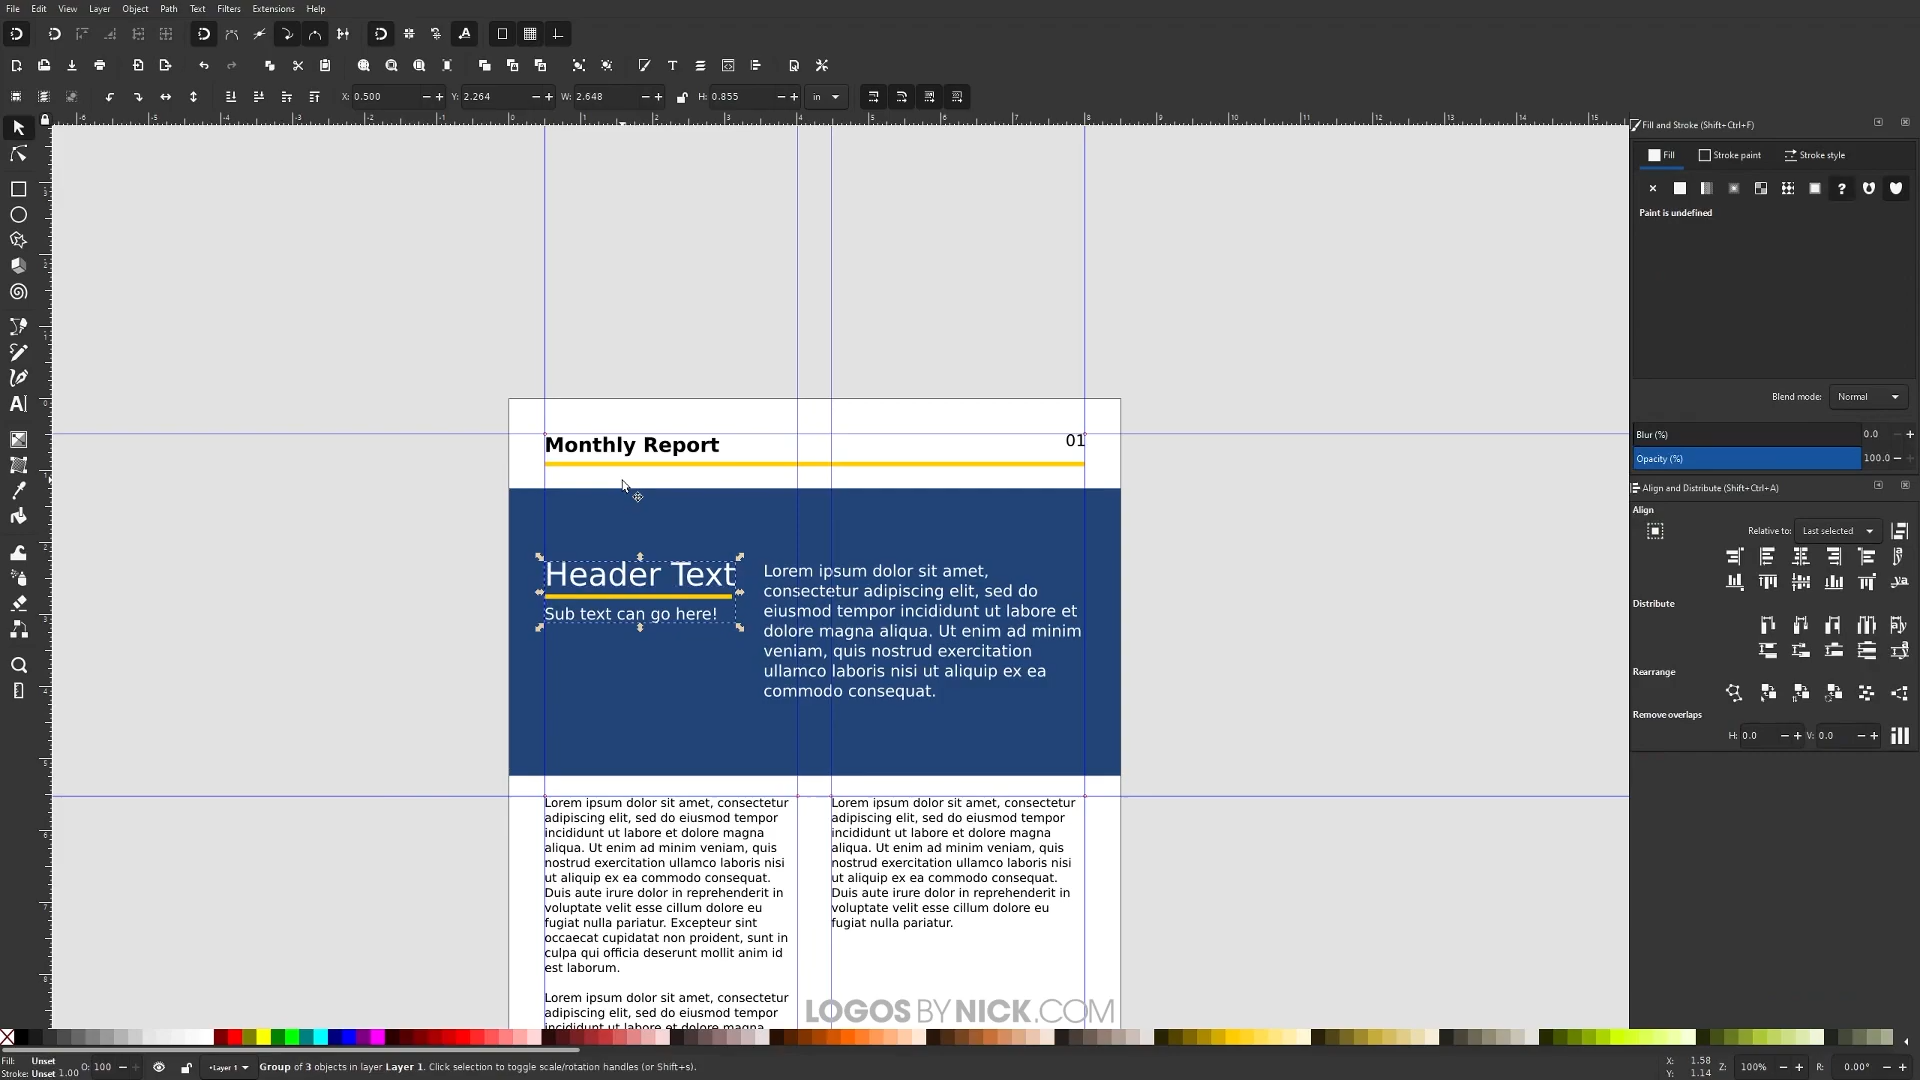 File Edit View Layer Object Path Text Filters Extensions Help
X: 0.500 Y: 2.264 W: 2.648 H: 0.855 in
Fill and Stroke (Shift+Ctrl+F)
Fill Stroke paint Stroke style
Paint is undefined
Blend mode: Normal
Blur (%) 0.0
Opacity (%) 100.0
Align and Distribute (Shift+Ctrl+A)
Align
Relative to: Last selected
Distribute
Rearrange
Remove overlaps
H: 0.0 V: 0.0
Monthly Report
01
Header Text
Sub text can go here!
Lorem ipsum dolor sit amet,
consectetur adipiscing elit, sed do
eiusmod tempor incididunt ut labore et
dolore magna aliqua. Ut enim ad minim
veniam, quis nostrud exercitation
ullamco laboris nisi ut aliquip ex ea
commodo consequat.
Lorem ipsum dolor sit amet, consectetur
adipiscing elit, sed do eiusmod tempor
incididunt ut labore et dolore magna
aliqua. Ut enim ad minim veniam, quis
nostrud exercitation ullamco laboris nisi
ut aliquip ex ea commodo consequat.
Duis aute irure dolor in reprehenderit in
voluptate velit esse cillum dolore eu
fugiat nulla pariatur. Excepteur sint
occaecat cupidatat non proident, sunt in
culpa qui officia deserunt mollit anim id
est laborum.
Lorem ipsum dolor sit amet, consectetur
adipiscing elit, sed do eiusmod tempor
incididunt ut labore et dolore magna
Lorem ipsum dolor sit amet, consectetur
adipiscing elit, sed do eiusmod tempor
incididunt ut labore et dolore magna
aliqua. Ut enim ad minim veniam, quis
nostrud exercitation ullamco laboris nisi
ut aliquip ex ea commodo consequat.
Duis aute irure dolor in reprehenderit in
voluptate velit esse cillum dolore eu
fugiat nulla pariatur.
LOGOS BY NICK.COM
Fill: Unset
Stroke: Unset 1.00
O: 100
Layer 1
Group of 3 objects in layer Layer 1. Click selection to toggle scale/rotation handles (or Shift+s).
X: 1.58
Y: 1.14
Z: 100%
R: 0.00°